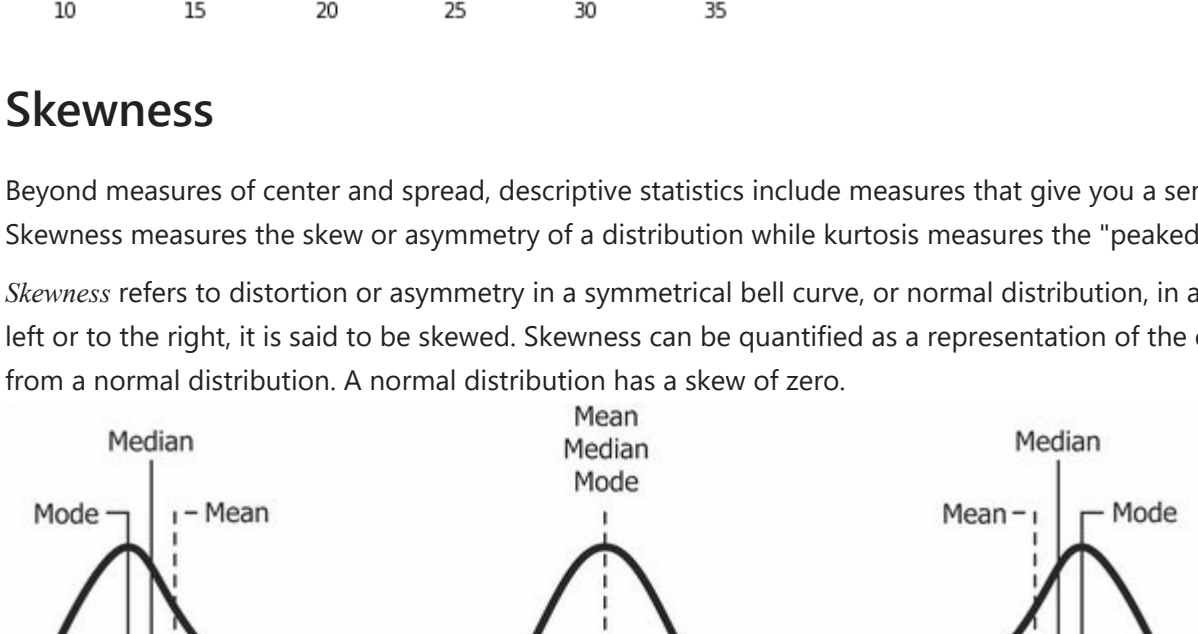 10 15 20 25 30 35
Skewness
Beyond measures of center and spread, descriptive statistics include measures that give you a
Skewness measures the skew or asymmetry of a distribution while kurtosis measures the "peaked
Skewness refers to distortion or asymmetry in a symmetrical bell curve, or normal distribution, in a
left or to the right, it is said to be skewed. Skewness can be quantified as a representation of the
from a normal distribution. A normal distribution has a skew of zero.
Median
Mode
Mean
Mean
Median
Mode
Median
Mean
Mode